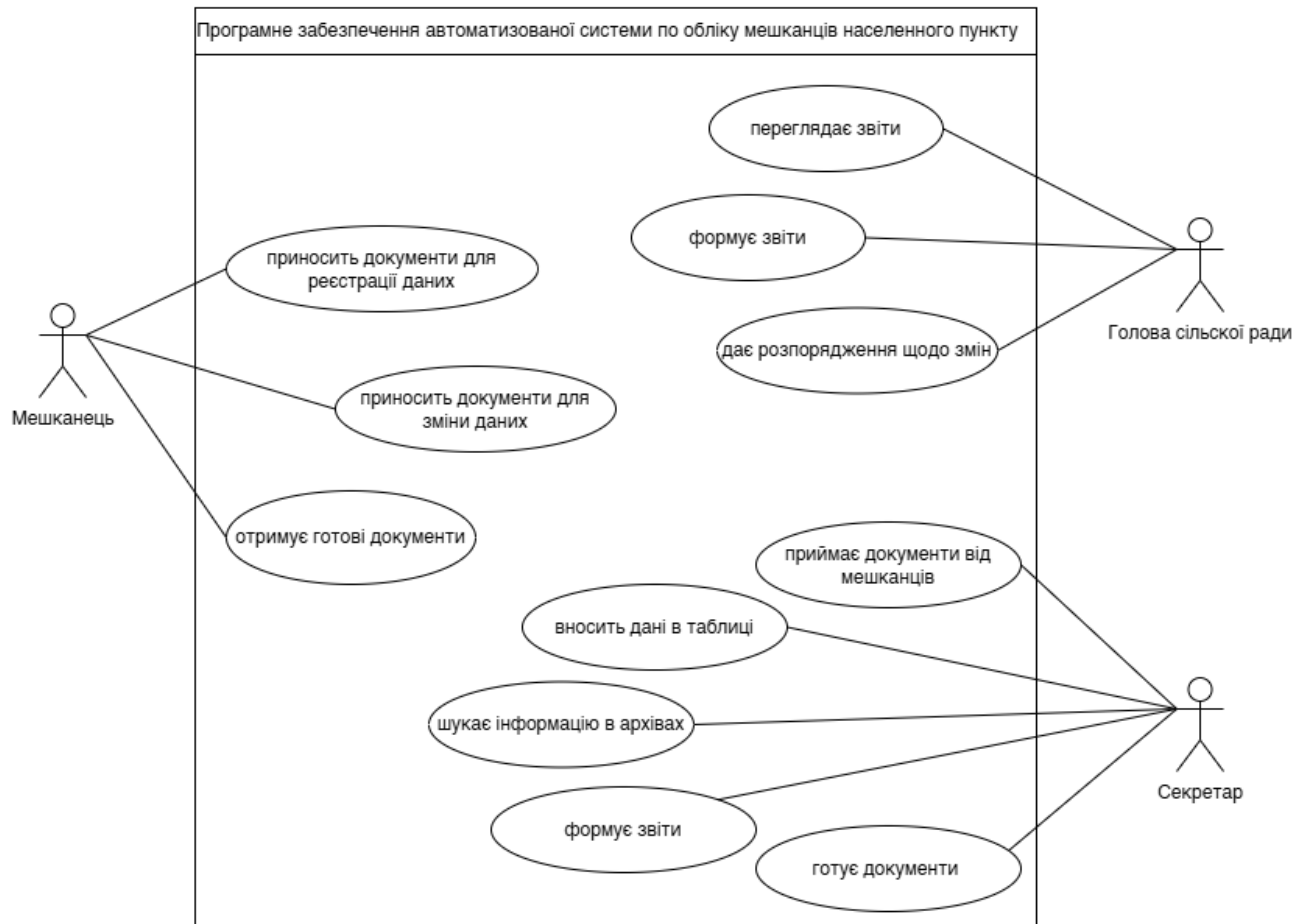 Програмне забезпечення автоматизованої системи по обліку мешканців населенного пункту
переглядає звіти
формує звіти
приносить документи для
реєстрації даних
Голова сільскої ради
дає розпорядження щодо змін
приносить документи для
зміни даних
Мешканець
отримує готові документи
приймає документи від
мешканців
вносить дані в таблиці
шукає інформацію в архівах
Секретар
формує звіти
готує документи